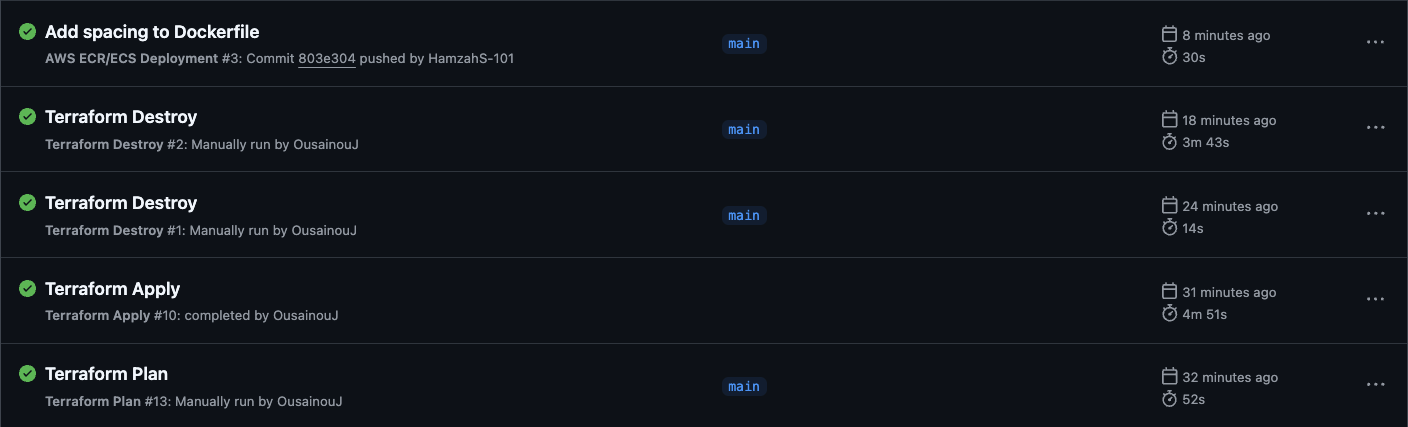 Add spacing to Dockerfile
AWS ECR/ECS Deployment #3: Commit 803e304 pushed by HamzahS-101
main
8 minutes ago
30s
Terraform Destroy
Terraform Destroy #2: Manually run by OusainouJ
main
18 minutes ago
3m 43s
Terraform Destroy
Terraform Destroy #1: Manually run by OusainouJ
main
24 minutes ago
14s
Terraform Apply
Terraform Apply #10: completed by OusainouJ
31 minutes ago
4m 51s
Terraform Plan
Terraform Plan #13: Manually run by OusainouJ
main
32 minutes ago
52s